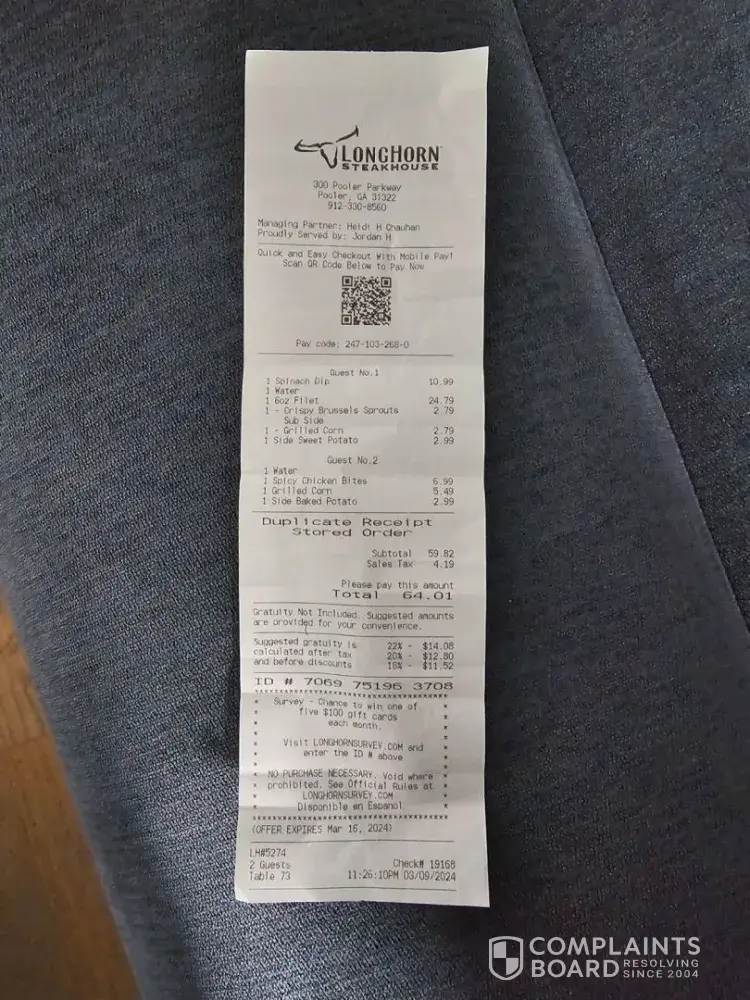 LONGHORN
STEAKHOUSE
300 Pooler Parkway
Pooler, GA 31322
912-330-8560
Managing Partner: Heidi H Chauhan
Proudly Served by: Jordan H
Quick and Easy Checkout With Mobile Pay!
Scan QR Code Below to Pay Now
Pay code: 247-103-268-0
Guest No.1
1 Spinach Dip 10.99
1 Water
1 6oz Filet 24.79
1 - Crispy Brussels Sprouts 2.79
Sub Side
1 - Grilled Corn 2.79
1 Side Sweet Potato 2.99
Guest No.2
1 Water
1 Spicy Chicken Bites 6.99
1 Grilled Corn 5.49
1 Side Baked Potato 2.99
Duplicate Receipt
Stored Order
Subtotal 59.82
Sales Tax 4.19
Please pay this amount
Total 64.01
Gratuity Not Included. Suggested amounts
are provided for your convenience.
Suggested gratuity is 22% - $14.08
calculated after tax 20% - $12.80
and before discounts 18% - $11.52
ID # 7069 75196 3708
Survey - Chance to win one of
five $100 gift cards
each month.
Visit LONGHORNSURVEY.COM and
enter the ID # above
NO PURCHASE NECESSARY. Void where
prohibited. See Official Rules at
LONGHORNSURVEY.COM
Disponible en Espanol
(OFFER EXPIRES Mar 16, 2024)
LH#5274
2 Guests Check# 19168
Table 73 11:26:10PM 03/09/2024
COMPLAINTS
BOARD RESOLVING
SINCE 2004